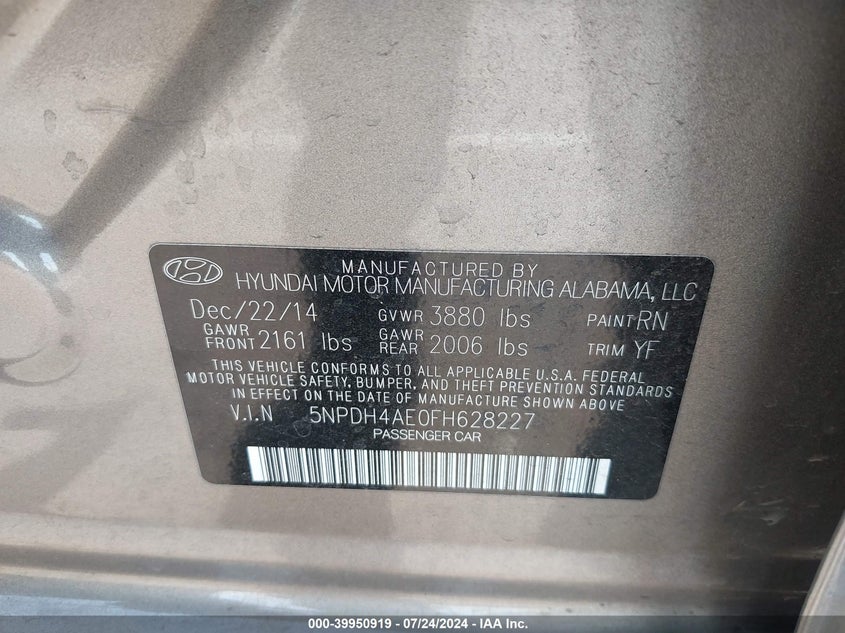 MANUFACTURED BY
HYUNDAI MOTOR MANUFACTURING ALABAMA, LLC
Dec/22/14 GVWR 3880 lbs PAINT RN
GAWR FRONT 2161 lbs GAWR REAR 2006 lbs TRIM YF
THIS VEHICLE CONFORMS TO ALL APPLICABLE U.S.A. FEDERAL
MOTOR VEHICLE SAFETY, BUMPER, AND THEFT PREVENTION STANDARDS
IN EFFECT ON THE DATE OF MANUFACTURE SHOWN ABOVE
V.I.N 5NPDH4AE0FH628227
PASSENGER CAR
000-39950919 / 07/24/2024 - IAA Inc.